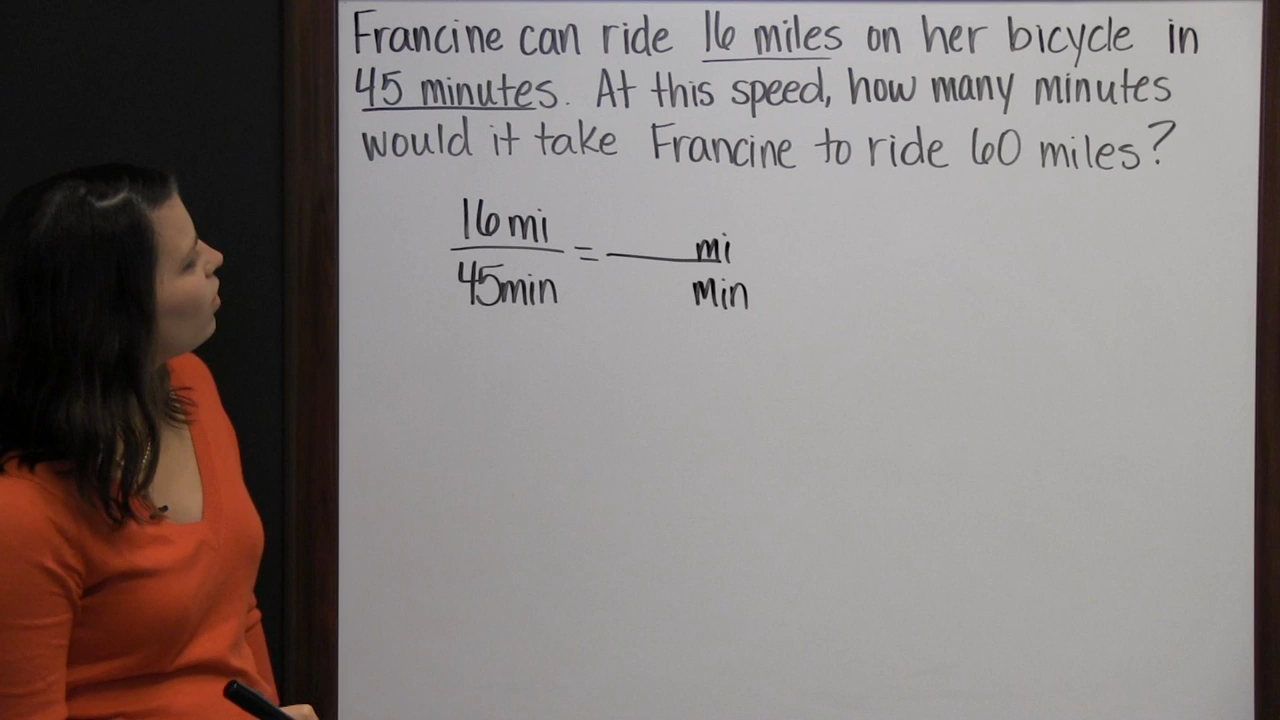 Francine can ride 16 miles on her bicycle in
45 minutes. At this speed, how many minutes
would it take Francine to ride 60 miles?
16 mi = mi
45 min min